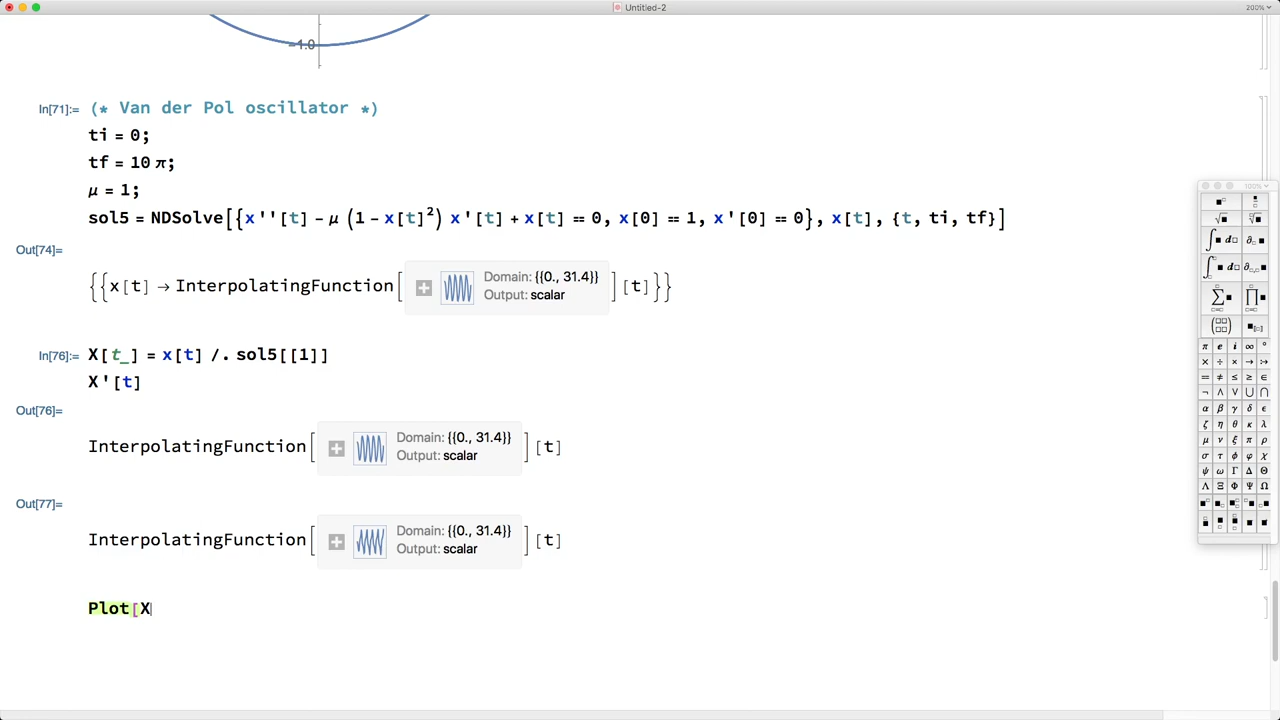 Untitled-2
200%
-1.0
In[71]:= (* Van der Pol oscillator *)
ti = 0;
tf = 10 π;
μ = 1;
sol5 = NDSolve[{x''[t] - μ (1 - x[t]²) x'[t] + x[t] == 0, x[0] == 1, x'[0] == 0}, x[t], {t, ti, tf}]
Out[74]=
{{x[t] → InterpolatingFunction[ Domain: {{0., 31.4}} Output: scalar ][t]}}
In[76]:= X[t_] = x[t] /. sol5[[1]]
X'[t]
Out[76]=
InterpolatingFunction[ Domain: {{0., 31.4}} Output: scalar ][t]
Out[77]=
InterpolatingFunction[ Domain: {{0., 31.4}} Output: scalar ][t]
Plot[X
100%
π e i ∞ °
× ÷ × → :→
== ≠ ≤ ≥ ∈
¬ ∧ ∨ ∪ ∩
α β γ δ ϵ
ζ η θ κ λ
μ ν ξ π ρ
σ τ ϕ φ χ
ψ ω Γ Δ Θ
Λ Ξ Φ Ψ Ω